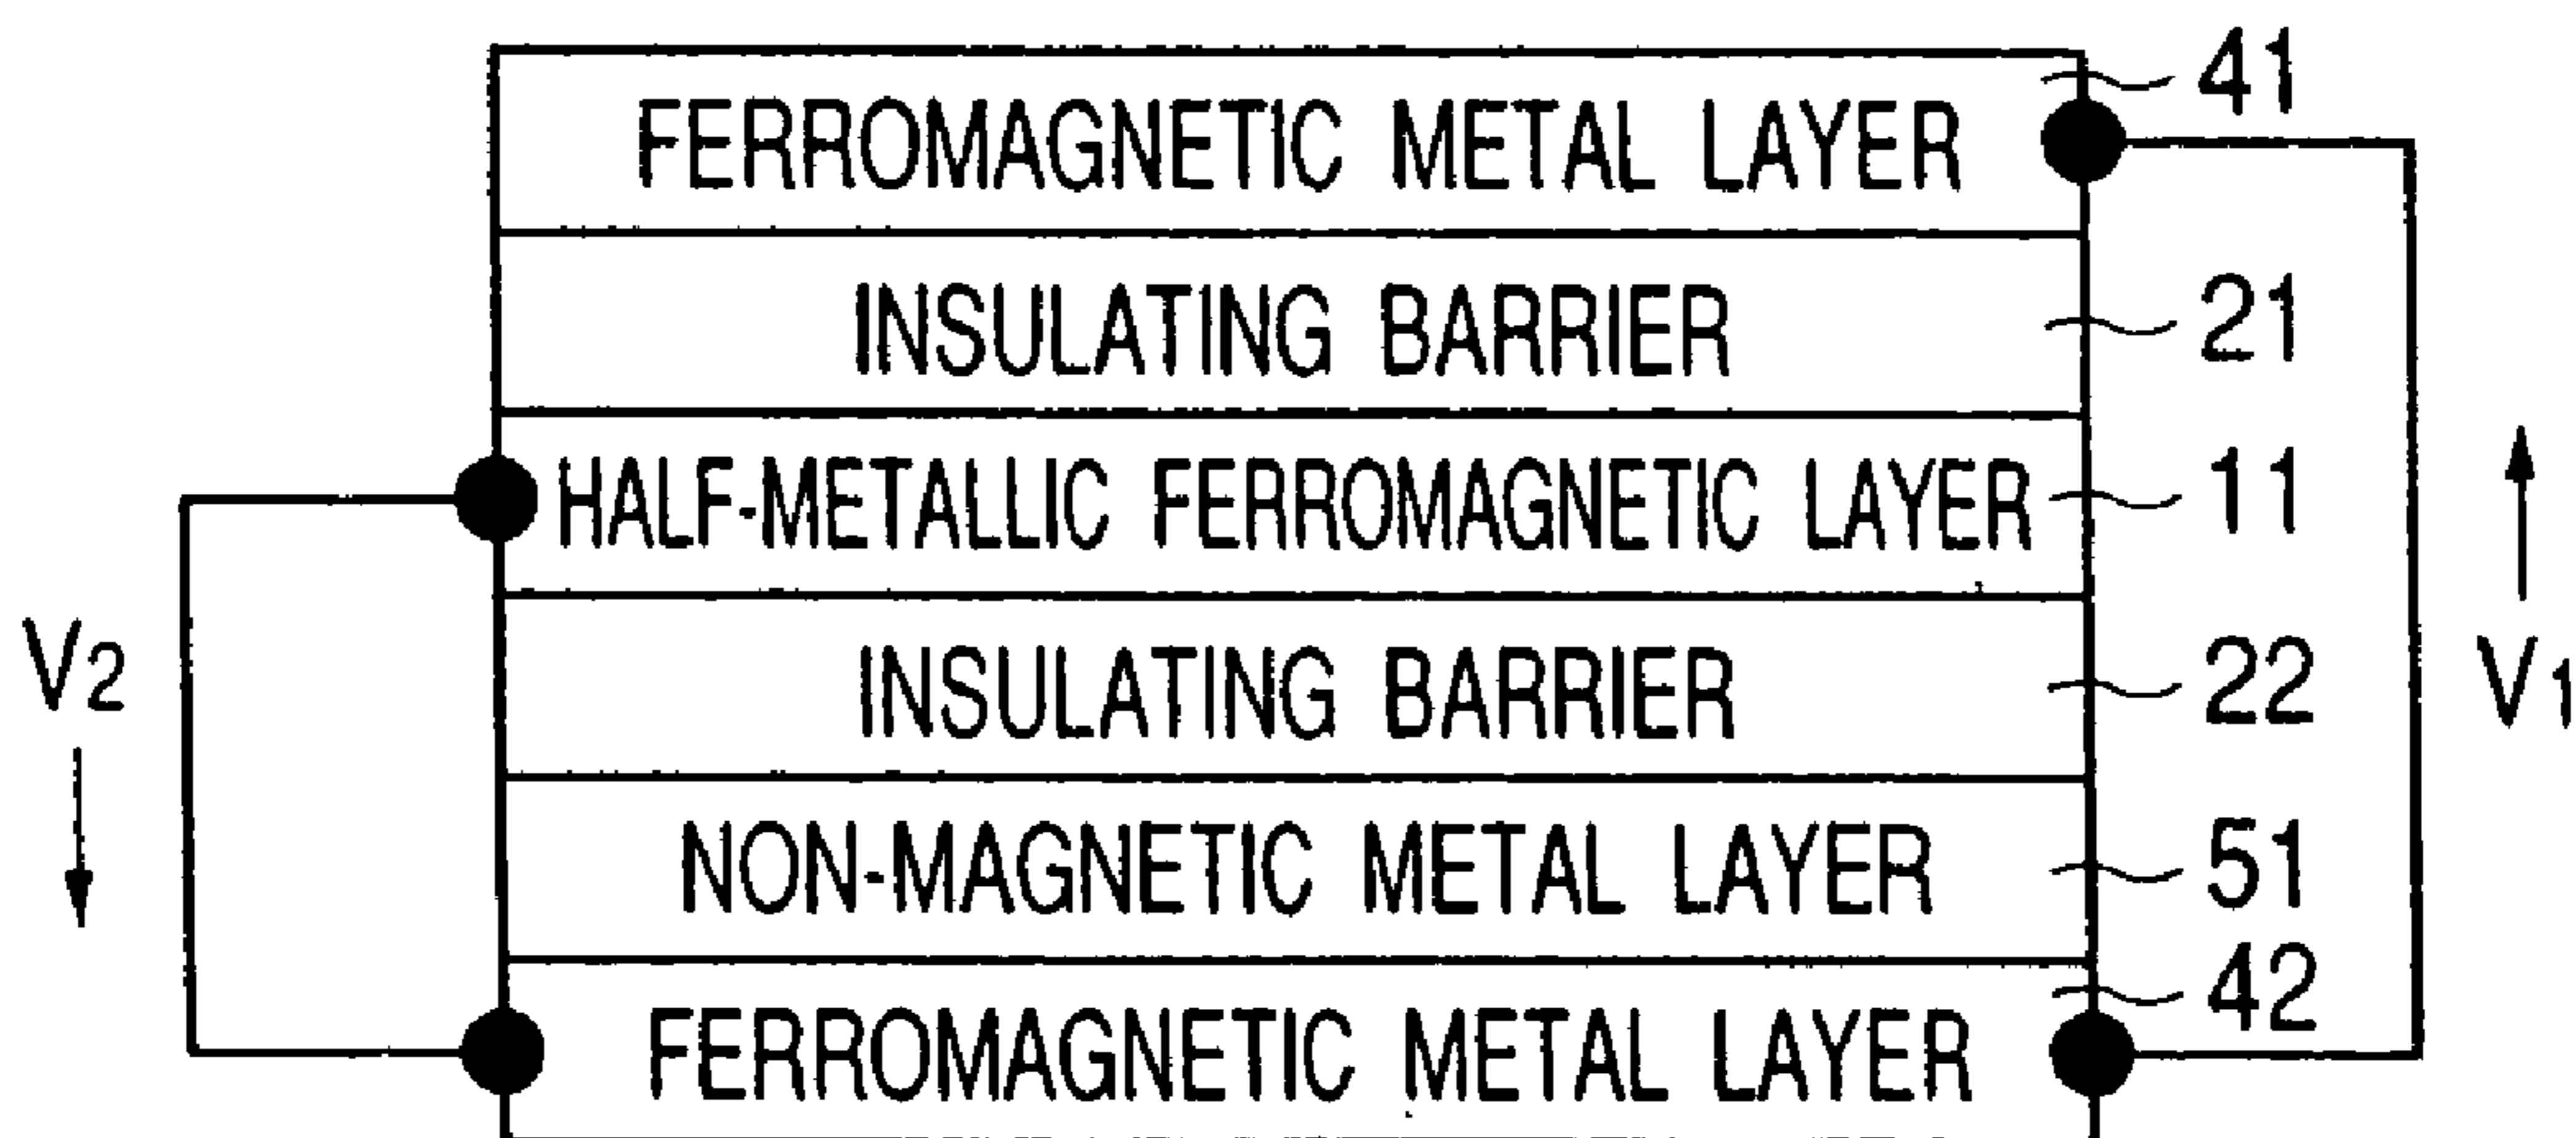 FERROMAGNETIC METAL LAYER 41
INSULATING BARRIER 21
HALF-METALLIC FERROMAGNETIC LAYER 11
INSULATING BARRIER 22
V2
V1
NON-MAGNETIC METAL LAYER 51
FERROMAGNETIC METAL LAYER 42